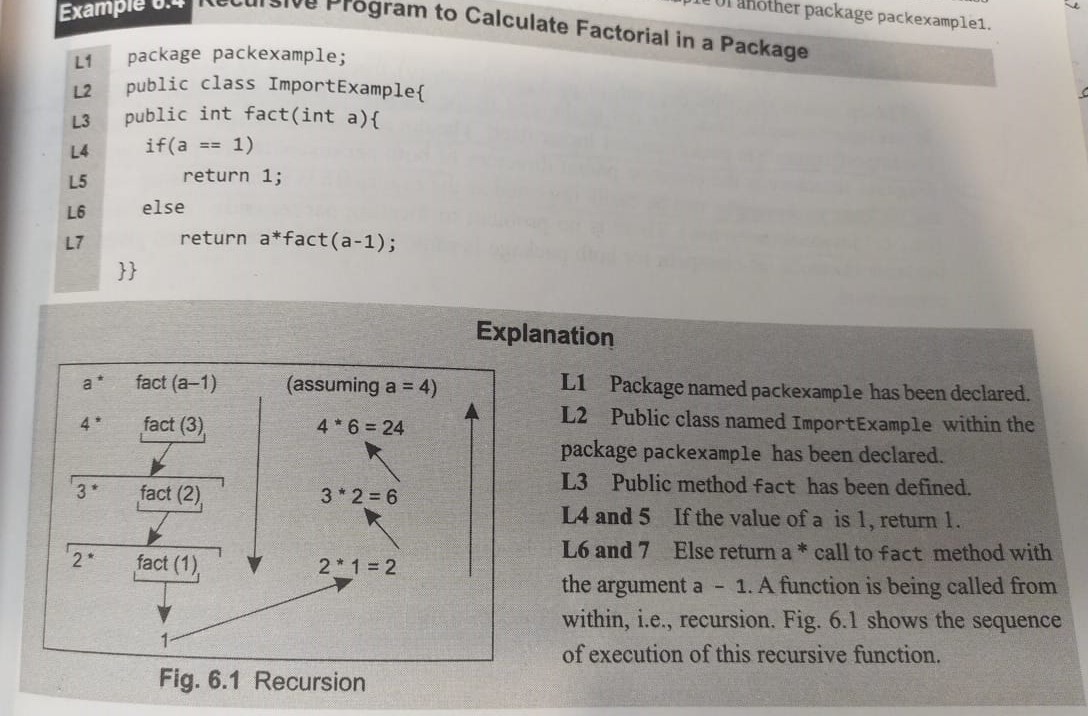 of another package packexample1.
Example 6.4 Recursive Program to Calculate Factorial in a Package
L1 package packexample;
L2 public class ImportExample{
L3 public int fact(int a){
L4 if(a == 1)
L5 return 1;
L6 else
L7 return a*fact(a-1);
}}
Explanation
a * fact (a–1) (assuming a = 4)
4 * fact (3) 4 * 6 = 24
3 * fact (2) 3 * 2 = 6
2 * fact (1) 2 * 1 = 2
1
Fig. 6.1 Recursion
L1 Package named packexample has been declared.
L2 Public class named ImportExample within the
package packexample has been declared.
L3 Public method fact has been defined.
L4 and 5 If the value of a is 1, return 1.
L6 and 7 Else return a * call to fact method with
the argument a - 1. A function is being called from
within, i.e., recursion. Fig. 6.1 shows the sequence
of execution of this recursive function.